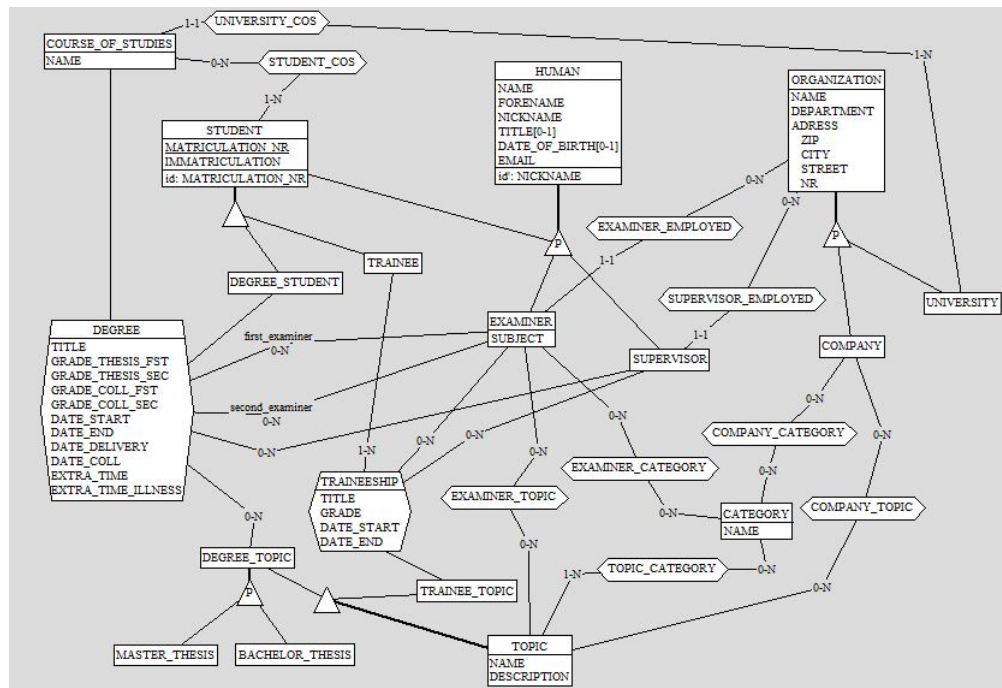 1-1
UNIVERSITY_COS
COURSE_OF_STUDIES
NAME
0-N
STUDENT_COS
1-N
1-N
HUMAN
NAME
FORENAME
NICKNAME
TITLE[0-1]
DATE_OF_BIRTH[0-1]
EMAIL
id': NICKNAME
ORGANIZATION
NAME
DEPARTMENT
ADRESS
ZIP
CITY
STREET
NR
STUDENT
MATRICULATION_NR
IMMATRICULATION
id: MATRICULATION_NR
0-N
0-N
EXAMINER_EMPLOYED
P
P
1-1
TRAINEE
DEGREE_STUDENT
SUPERVISOR_EMPLOYED
UNIVERSITY
1-1
DEGREE
TITLE
GRADE_THESIS_FST
GRADE_THESIS_SEC
GRADE_COLL_FST
GRADE_COLL_SEC
DATE_START
DATE_END
DATE_DELIVERY
DATE_COLL
EXTRA_TIME
EXTRA_TIME_ILLNESS
first_examiner
0-N
EXAMINER
SUBJECT
SUPERVISOR
COMPANY
second_examiner
0-N
0-N
0-N
0-N
0-N
0-N
0-N
0-N
COMPANY_CATEGORY
1-N
TRAINEESHIP
TITLE
GRADE
DATE_START
DATE_END
EXAMINER_CATEGORY
0-N
EXAMINER_TOPIC
0-N
CATEGORY
NAME
COMPANY_TOPIC
0-N
0-N
DEGREE_TOPIC
1-N
TOPIC_CATEGORY
0-N
0-N
P
TRAINEE_TOPIC
MASTER_THESIS
BACHELOR_THESIS
TOPIC
NAME
DESCRIPTION